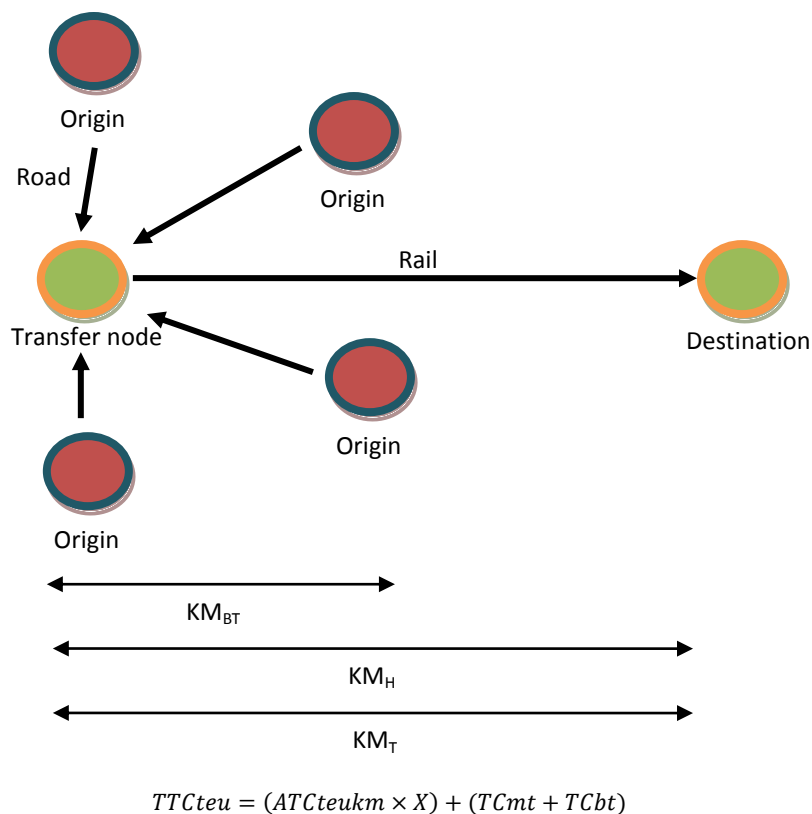 Origin
Road
Origin
Rail
Transfer node
Destination
Origin
Origin
KM_BT
KM_H
KM_T
TTCteu = (ATCteukm × X) + (TCmt + TCbt)